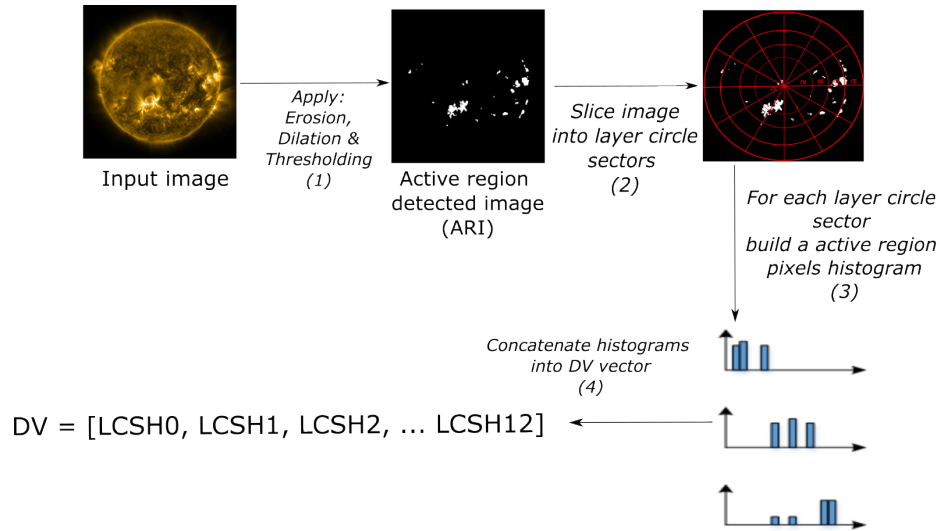 Input image
Apply:
Erosion,
Dilation &
Thresholding
(1)
Active region
detected image
(ARI)
Slice image
into layer circle
sectors
(2)
For each layer circle
sector
build a active region
pixels histogram
(3)
Concatenate histograms
into DV vector
(4)
DV = [LCSH0, LCSH1, LCSH2, ... LCSH12]